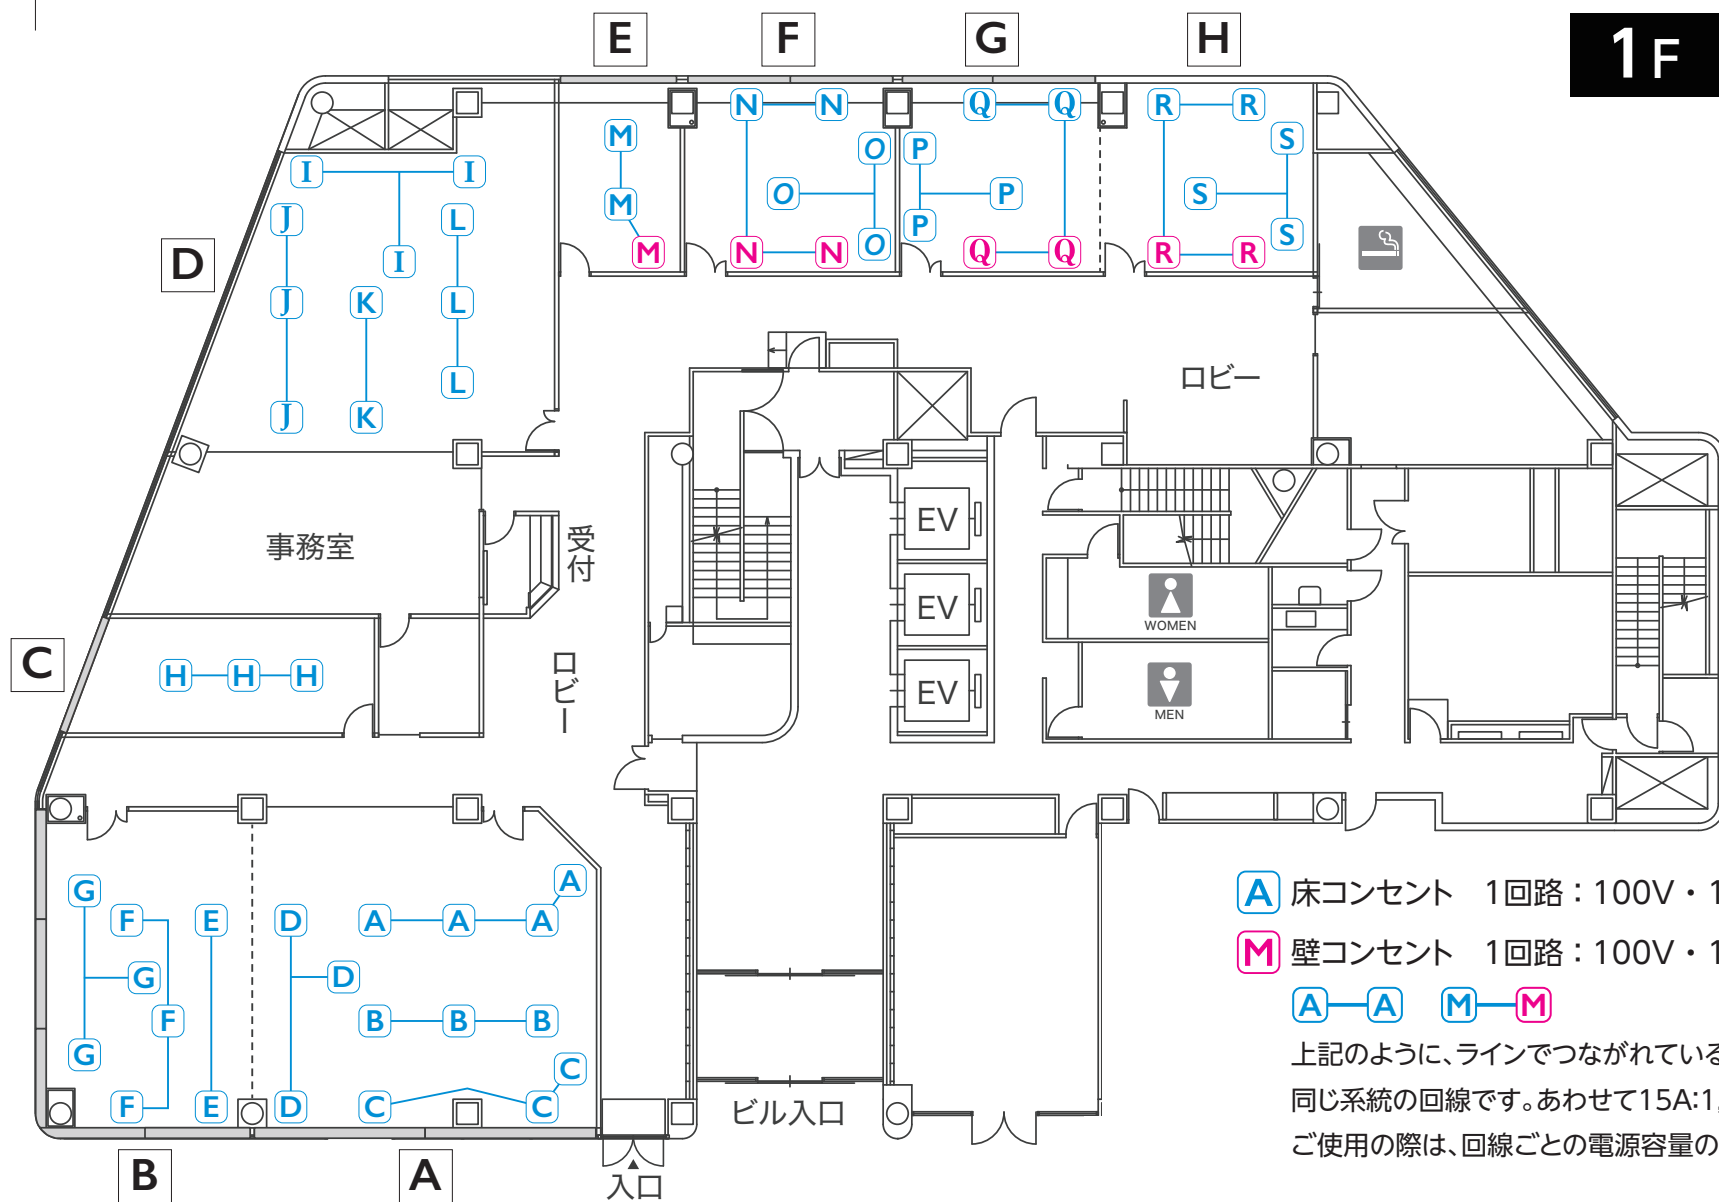 E F G H
1F
N N Q Q R R
M O P S
I I M O P S
J L O P S
I N N M Q Q R R
D
J K L
L
J K
ロビー
事務室
受付
EV
EV
WOMEN
EV
MEN
C
H H H
ロビー
G A
F E D A A A
G D
F B B B
G C
F E D C C
ビル入口
B A
入口
A 床コンセント 1回路:100V・1
M 壁コンセント 1回路:100V・1
A A M M
上記のように、ラインでつながれている
同じ系統の回線です。あわせて15A:1,
ご使用の際は、回線ごとの電源容量の